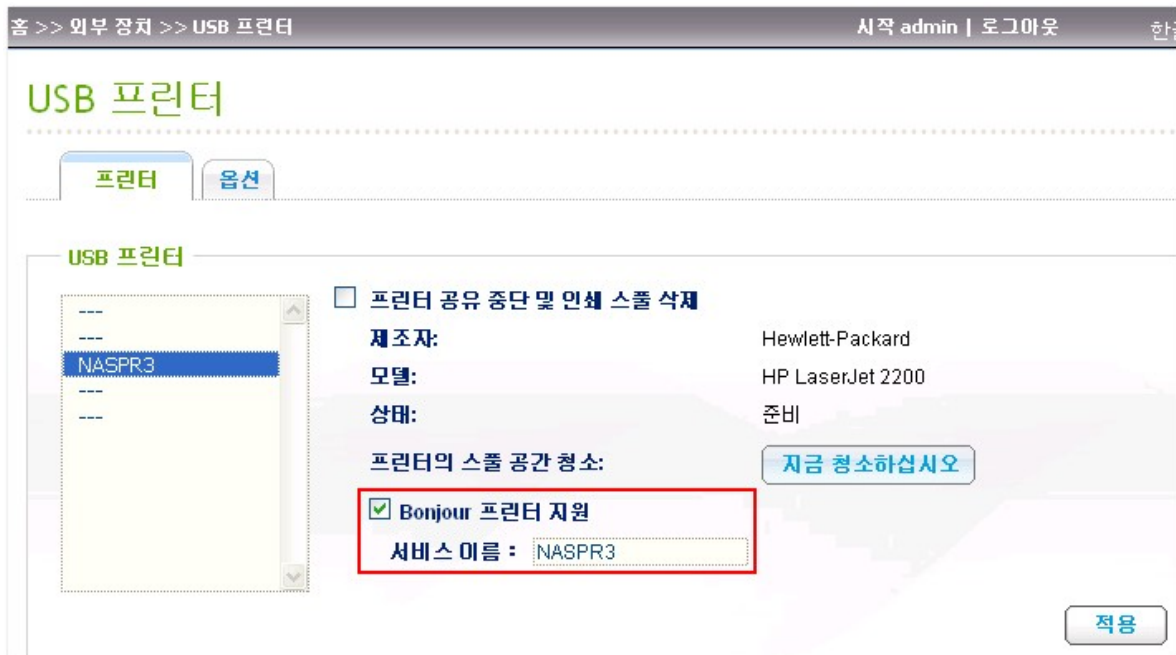 홈 >> 외부 장치 >> USB 프린터 시작 admin | 로그아웃
USB 프린터
프린터 옵션
USB 프린터
---
---
NASPR3
---
---
프린터 공유 중단 및 인쇄 스풀 삭제
제조자: Hewlett-Packard
모델: HP LaserJet 2200
상태: 준비
프린터의 스풀 공간 청소: 지금 청소하십시오
Bonjour 프린터 지원
서비스 이름 : NASPR3
적용